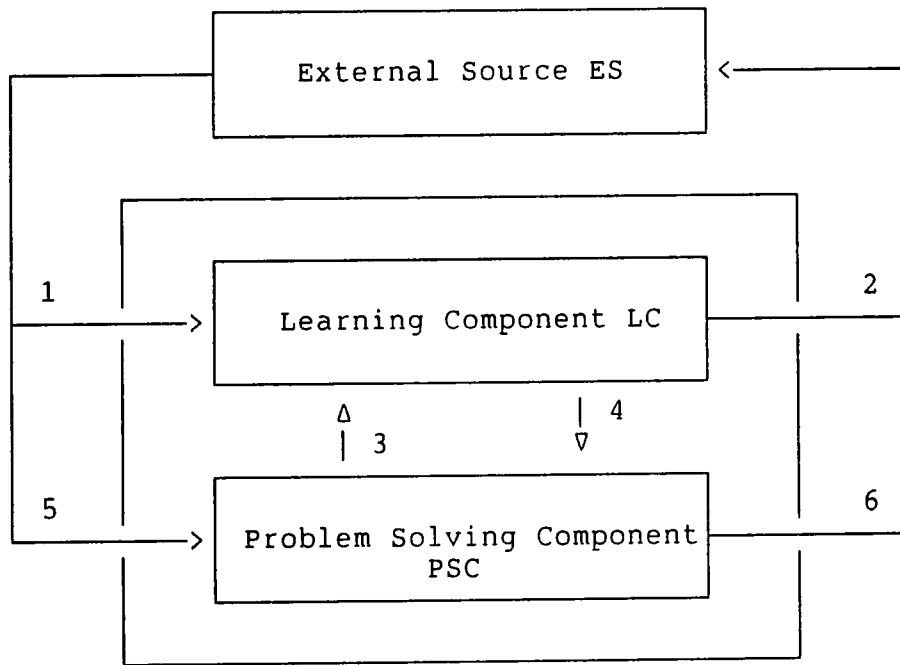 External Source ES
1
2
Learning Component LC
4
3
5
6
Problem Solving Component
PSC